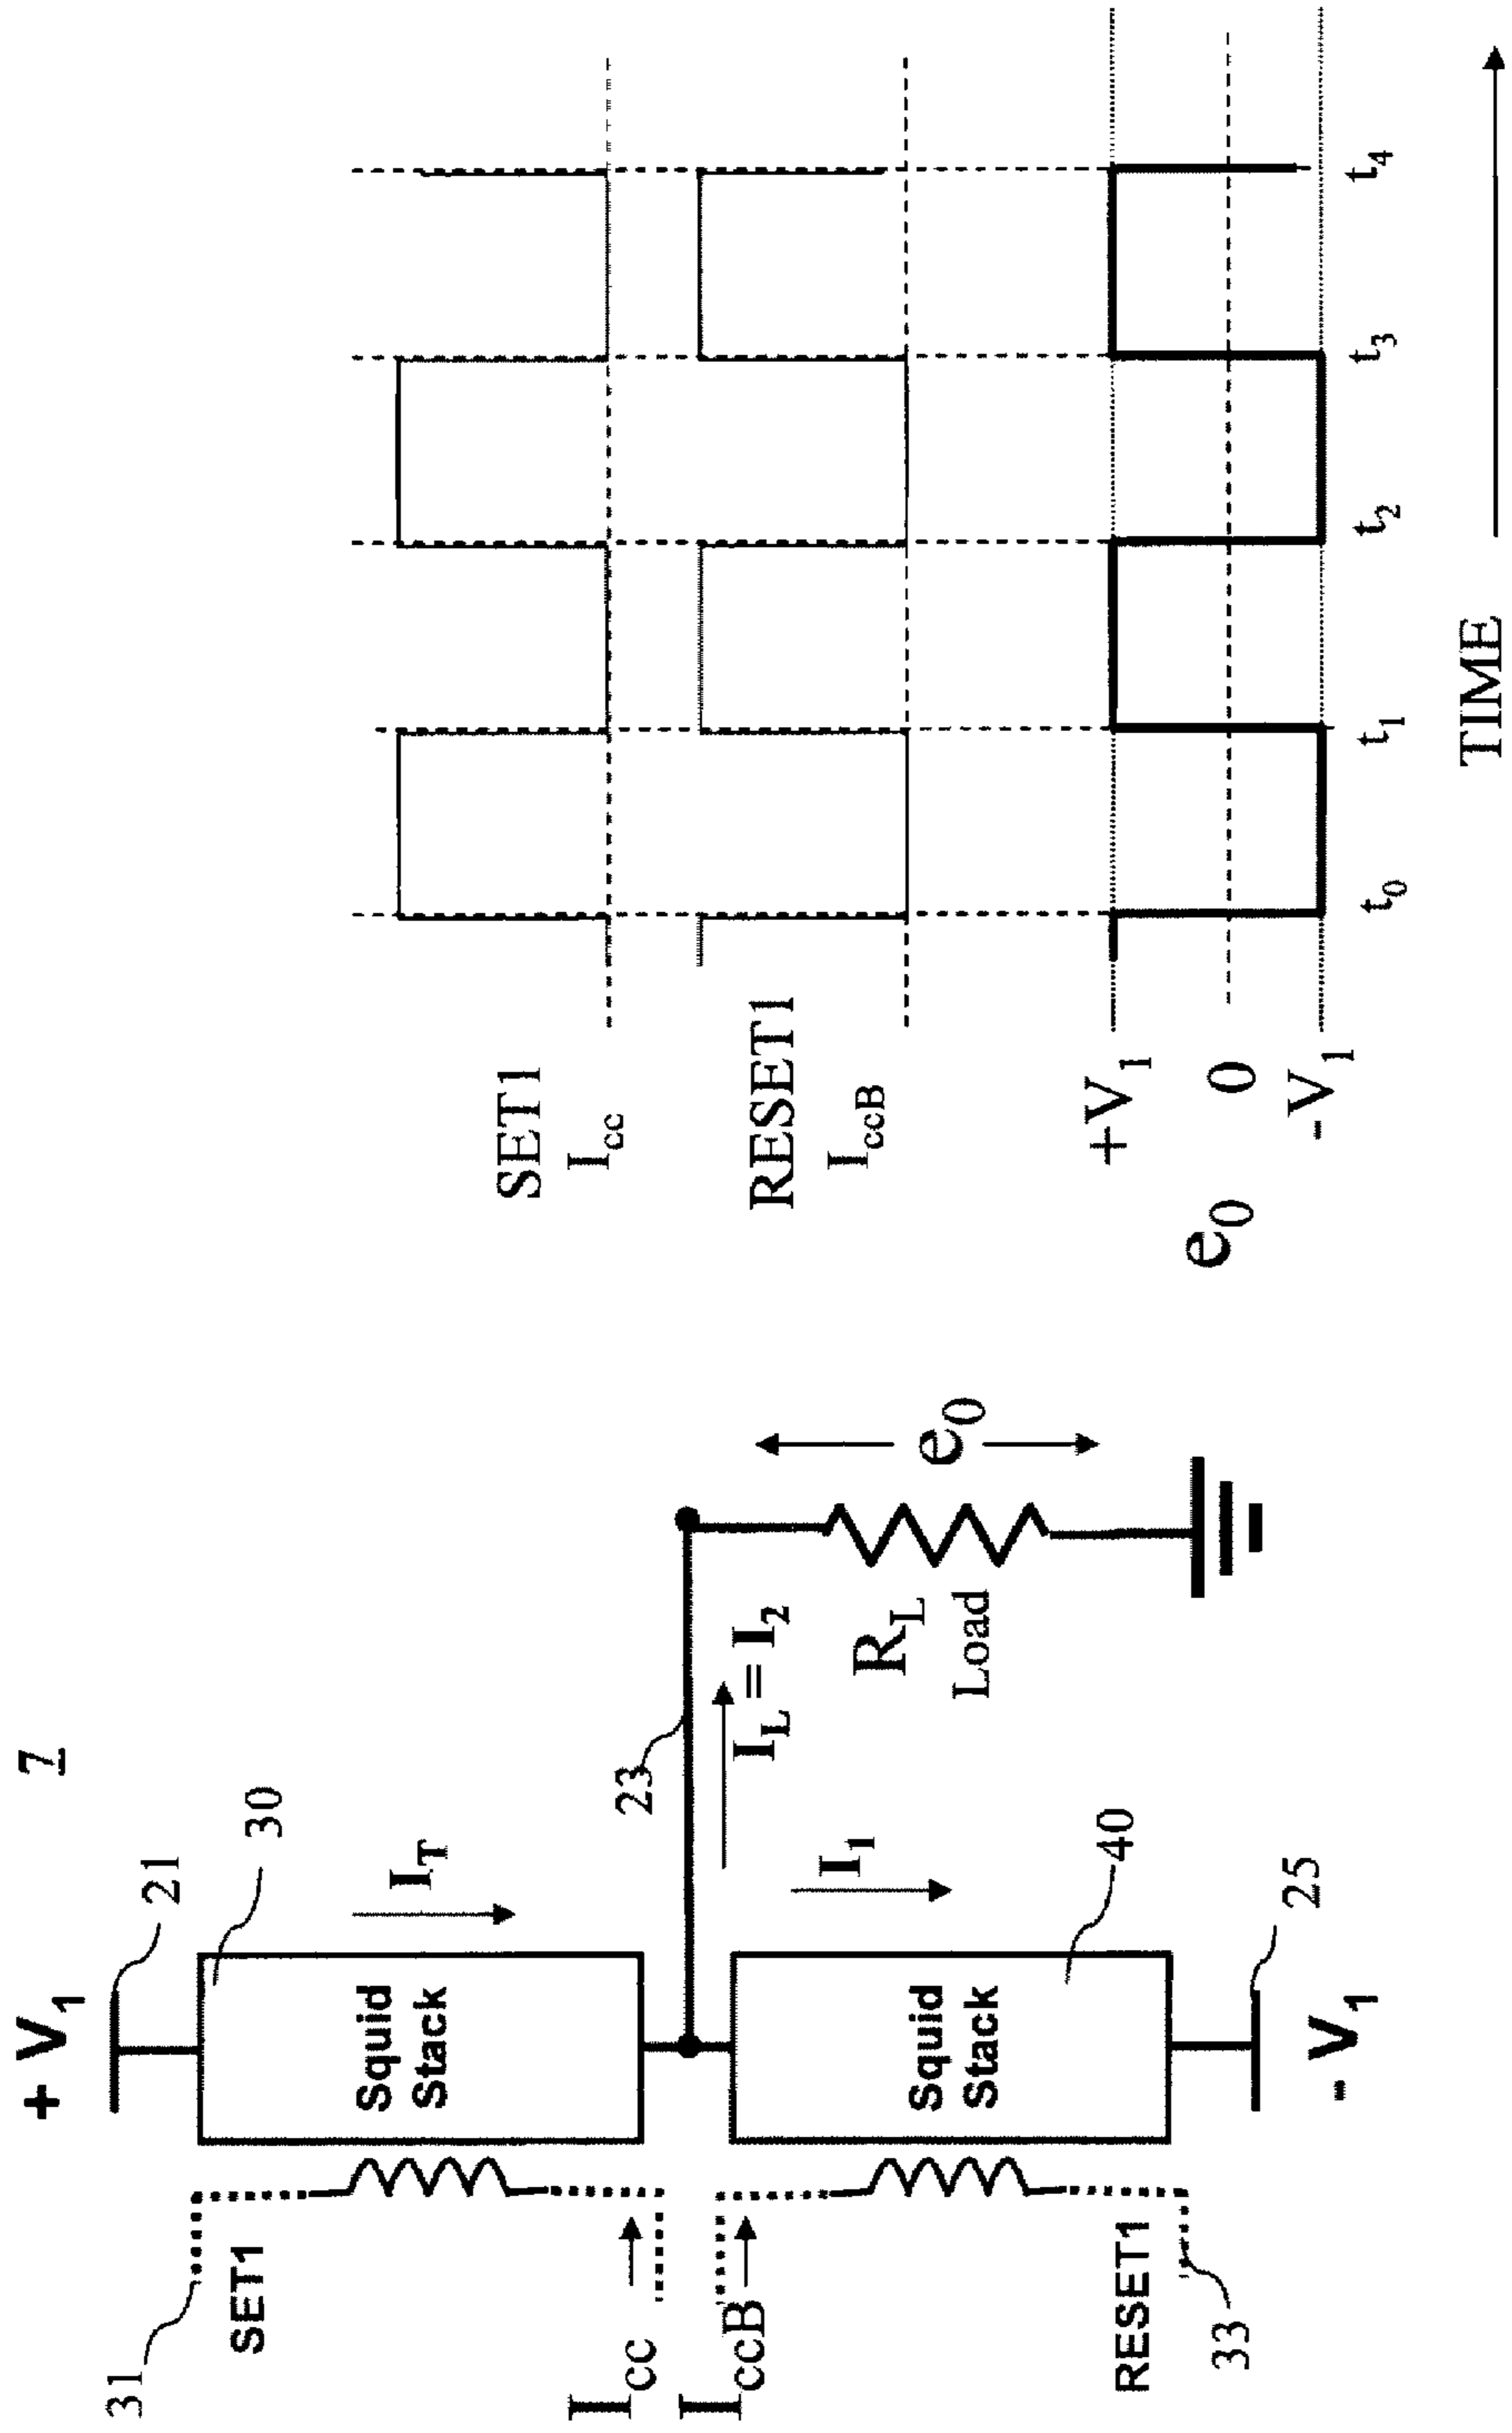 7
+ V1
21
30
Squid
Stack
IT
31
SET1
23
Icc
IL = I2
IccB
RL
Load
e0
I1
Squid
Stack
40
RESET1
33
25
- V1
SET1
Icc
RESET1
IccB
+V1
e0 0
- V1
t0 t1 t2 t3 t4
TIME